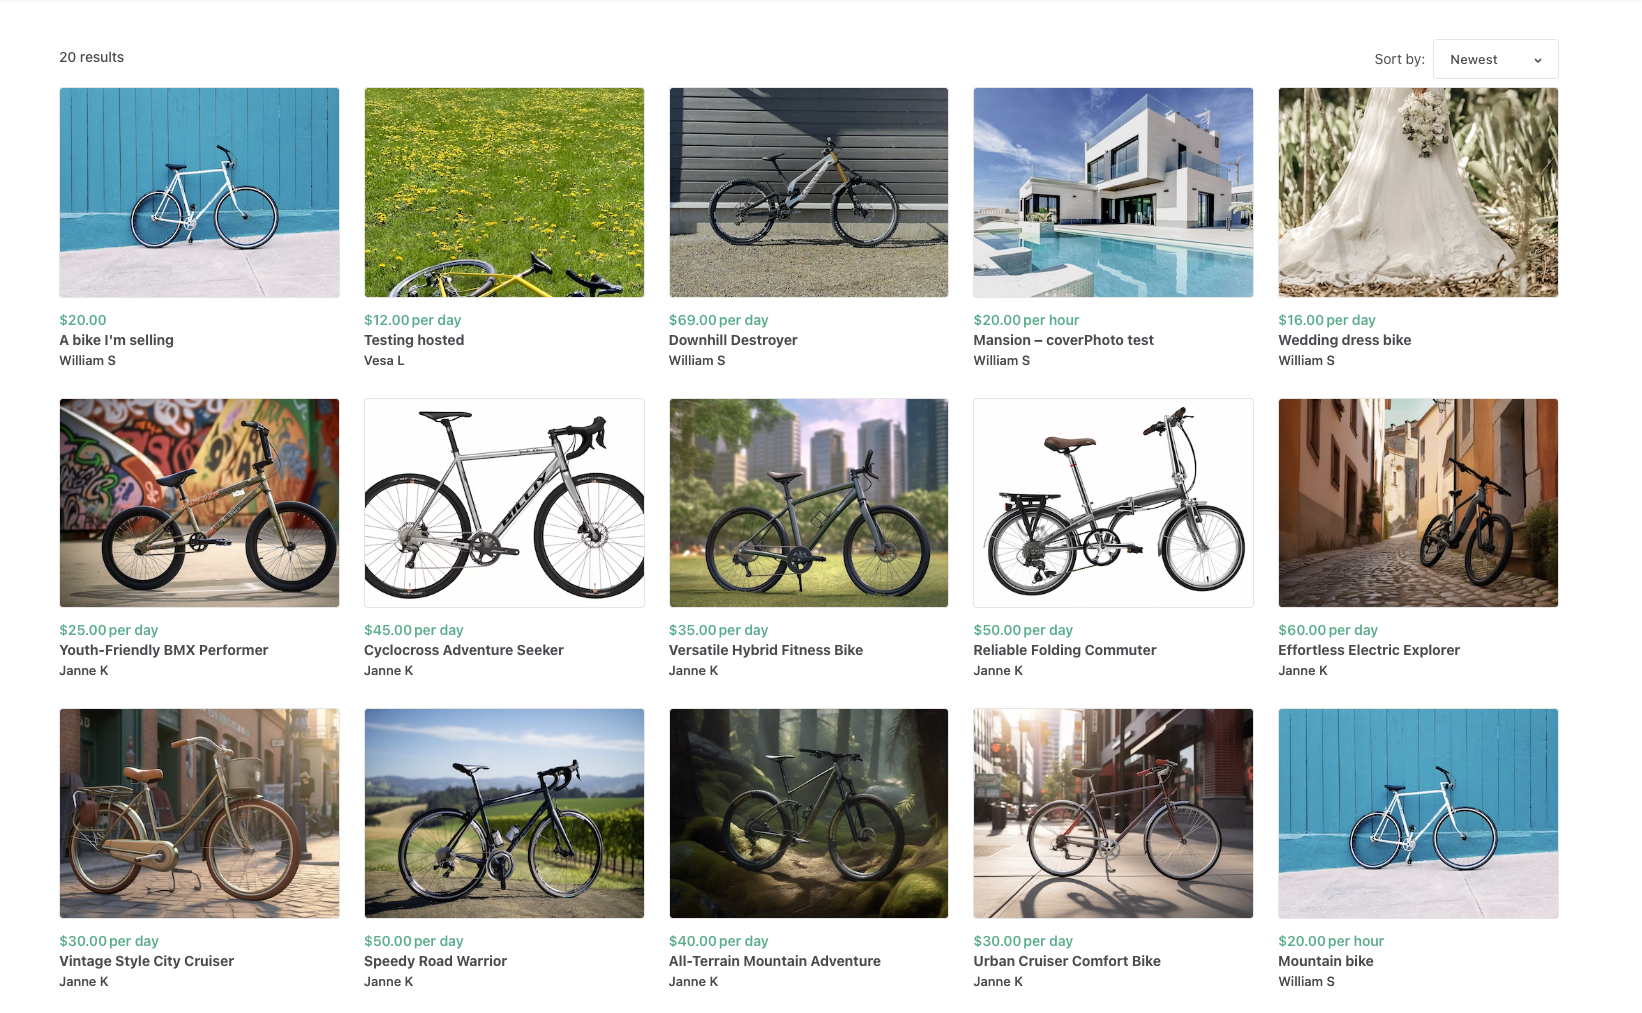 20 results
Sort by: Newest
$20.00
A bike I'm selling
William S
$12.00 per day
Testing hosted
Vesa L
$69.00 per day
Downhill Destroyer
William S
$20.00 per hour
Mansion – coverPhoto test
William S
$16.00 per day
Wedding dress bike
William S
$25.00 per day
Youth-Friendly BMX Performer
Janne K
$45.00 per day
Cyclocross Adventure Seeker
Janne K
$35.00 per day
Versatile Hybrid Fitness Bike
Janne K
$50.00 per day
Reliable Folding Commuter
Janne K
$60.00 per day
Effortless Electric Explorer
Janne K
$30.00 per day
Vintage Style City Cruiser
Janne K
$50.00 per day
Speedy Road Warrior
Janne K
$40.00 per day
All-Terrain Mountain Adventure
Janne K
$30.00 per day
Urban Cruiser Comfort Bike
Janne K
$20.00 per hour
Mountain bike
William S